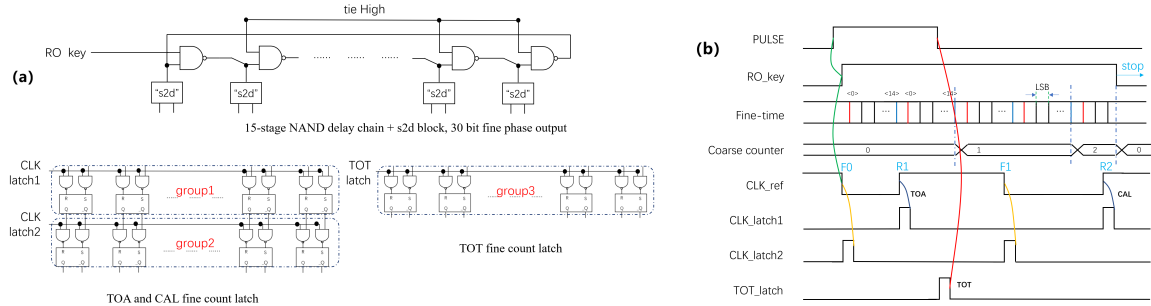 tie High
RO key
(a)
"s2d" "s2d" "s2d" "s2d"
15-stage NAND delay chain + s2d block, 30 bit fine phase output
CLK
latch1
group1
R S R S R S R S
Q Q Q Q Q Q Q Q
CLK
latch2
group2
R S R S R S R S
Q Q Q Q Q Q Q Q
TOA and CAL fine count latch
TOT
latch
group3
R S R S R S R S
Q Q Q Q Q Q Q Q
TOT fine count latch
(b)
PULSE
RO_key
stop
<0> <14> <0>
LSB
Fine-time
... ... ... ...
Coarse counter
0 1 2 0
F0 R1 F1 R2
CLK_ref
TOA
CAL
CLK_latch1
CLK_latch2
TOT_latch
TOT